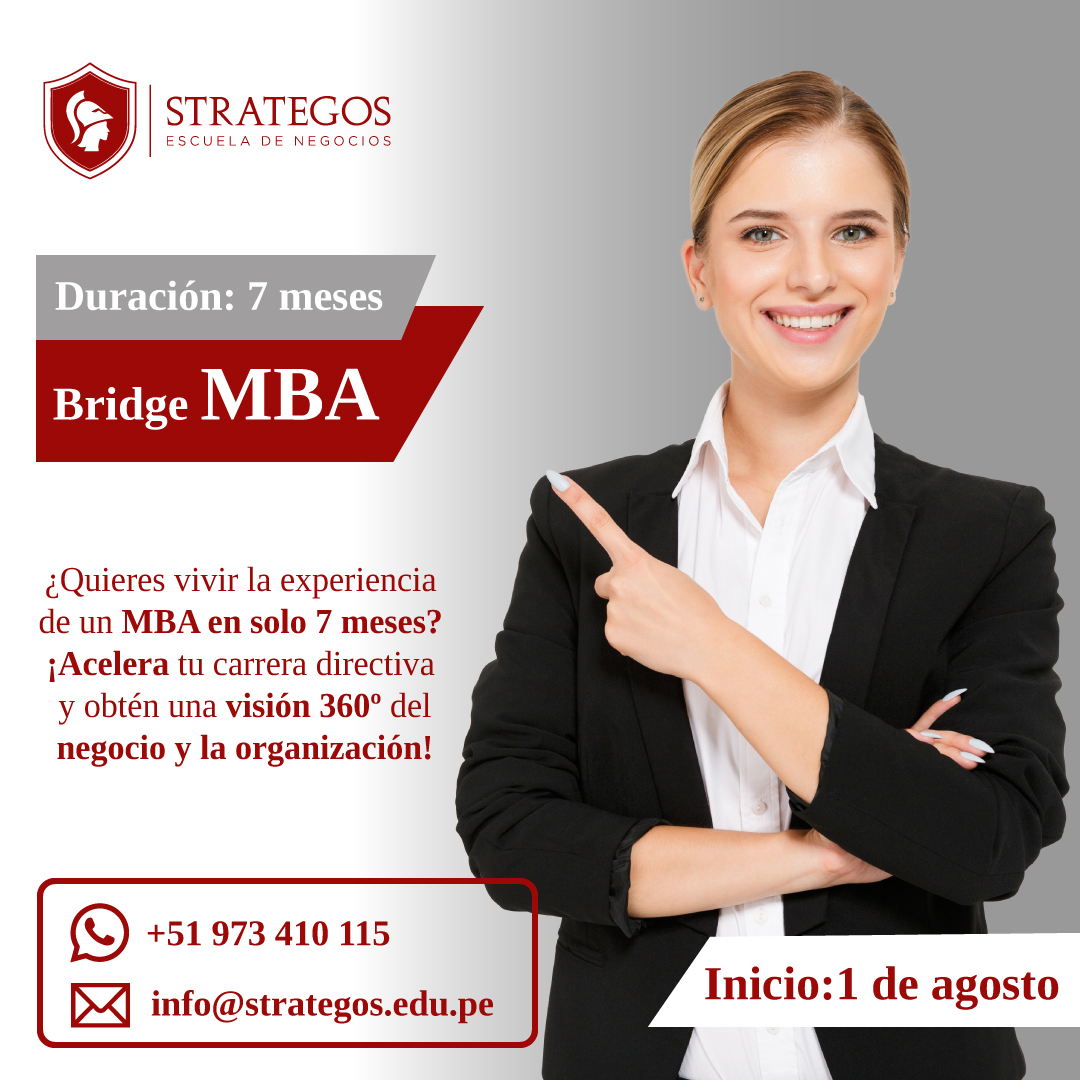 STRATEGOS
ESCUELA DE NEGOCIOS
Duración: 7 meses
Bridge MBA
¿Quieres vivir la experiencia
de un MBA en solo 7 meses?
¡Acelera tu carrera directiva
y obtén una visión 360º del
negocio y la organización!
+51 973 410 115
info@strategos.edu.pe
Inicio:1 de agosto